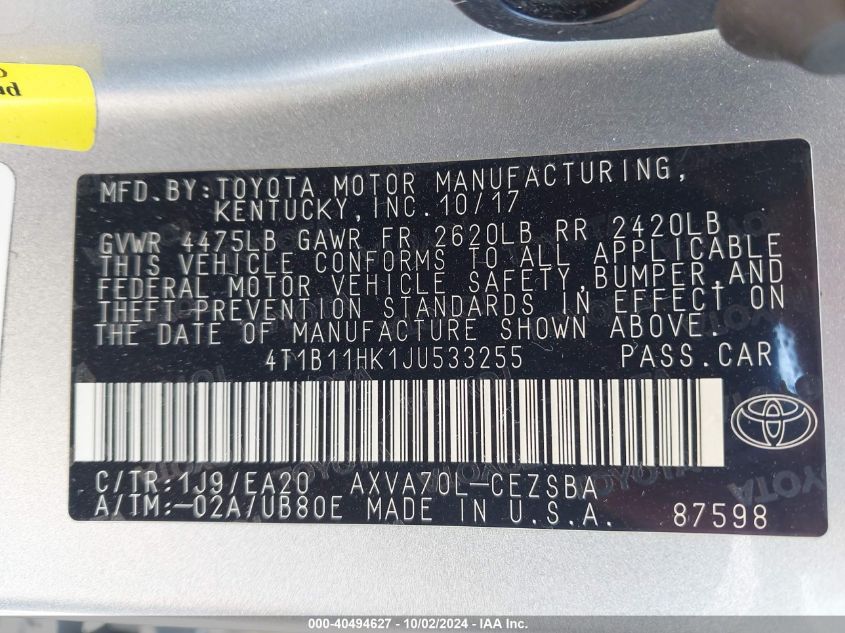 MFD.BY:TOYOTA MOTOR MANUFACTURING,
KENTUCKY,INC.10/17
GVWR 4475LB GAWR FR 2620LB RR 2420LB
THIS VEHICLE CONFORMS TO ALL APPLICABLE
FEDERAL MOTOR VEHICLE SAFETY,BUMPER,AND
THEFT-PREVENTION STANDARDS IN EFFECT ON
THE DATE OF MANUFACTURE SHOWN ABOVE.
4T1B11HK1JU533255 PASS.CAR
C/TR:1J9/EA20 AXVA70L-CEZSBA
A/TM:-02A/UB80E MADE IN U.S.A. 87598
000-40494627 - 10/02/2024 - © IAA Inc.